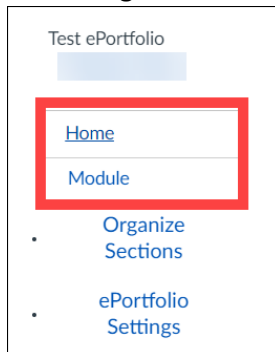 Test ePortfolio
Home
Module
Organize
Sections
ePortfolio
Settings